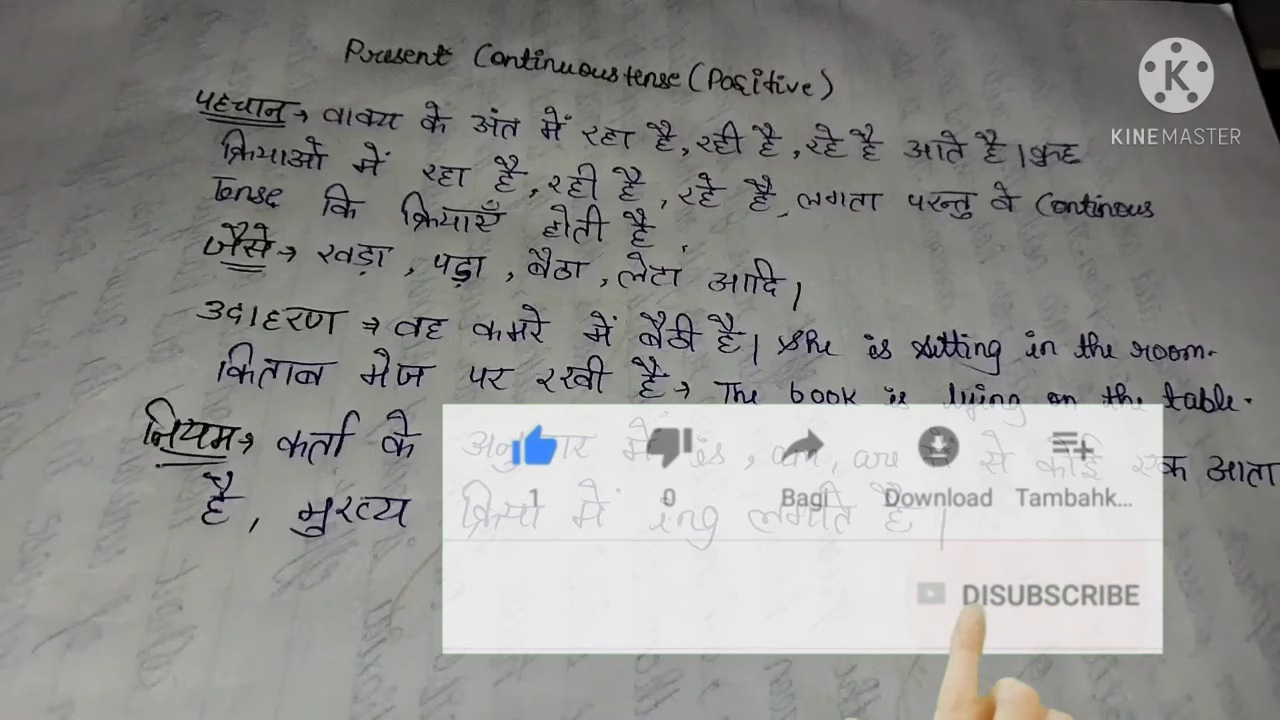 Present Continuous tense (Positive)
KINEMASTER
पहचान → वाक्य के अंत में रहा है, रही है, रहे है आते है। कुछ
क्रियाओ में रहा है, रही है, रहे है, लगता परन्तु वे Continous
Tense कि क्रियाएँ होती है.
जैसे → खड़ा, पड़ा, बैठा, लेटा आदि।
उदाहरण → वह कमरे में बैठी है। She is sitting in the room.
किताब मेज पर रखी है → The book is lying on the table.
नियम → कर्ता के अनुसार में is, am, are में से कोई एक आता
है, मुख्य क्रिया में ing लगाते है।
1 0 Bagi Download Tambahk...
DISUBSCRIBE